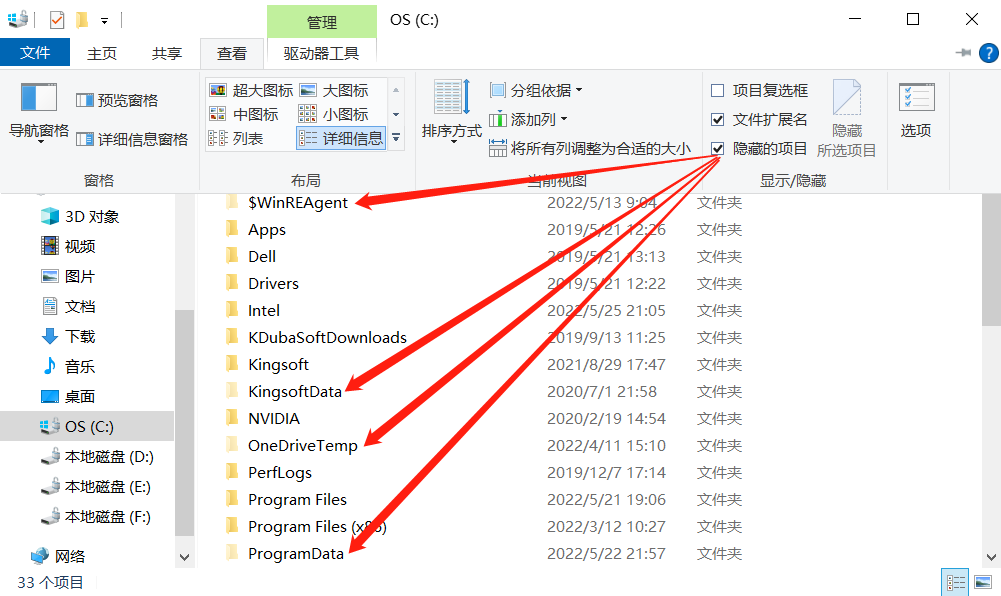 管理
OS (C:)
文件
主页
共享
查看
驱动器工具
导航窗格
预览窗格
详细信息窗格
窗格
超大图标
大图标
中图标
小图标
列表
详细信息
布局
排序方式
分组依据
添加列
将所有列调整为合适的大小
当前视图
项目复选框
文件扩展名
隐藏的项目
隐藏
所选项目
显示/隐藏
选项
3D 对象
视频
图片
文档
下载
音乐
桌面
OS (C:)
本地磁盘 (D:)
本地磁盘 (E:)
本地磁盘 (F:)
网络
$WinREAgent 2022/5/13 9:04 文件夹
Apps 2019/5/21 12:26 文件夹
Dell 2019/5/21 13:13 文件夹
Drivers 2019/5/21 12:22 文件夹
Intel 2022/5/25 21:05 文件夹
KDubaSoftDownloads 2019/9/13 11:25 文件夹
Kingsoft 2021/8/29 17:47 文件夹
KingsoftData 2020/7/1 21:58 文件夹
NVIDIA 2020/2/19 14:54 文件夹
OneDriveTemp 2022/4/11 15:10 文件夹
PerfLogs 2019/12/7 17:14 文件夹
Program Files 2022/5/21 19:06 文件夹
Program Files (x86) 2022/3/12 10:27 文件夹
ProgramData 2022/5/22 21:57 文件夹
33 个项目